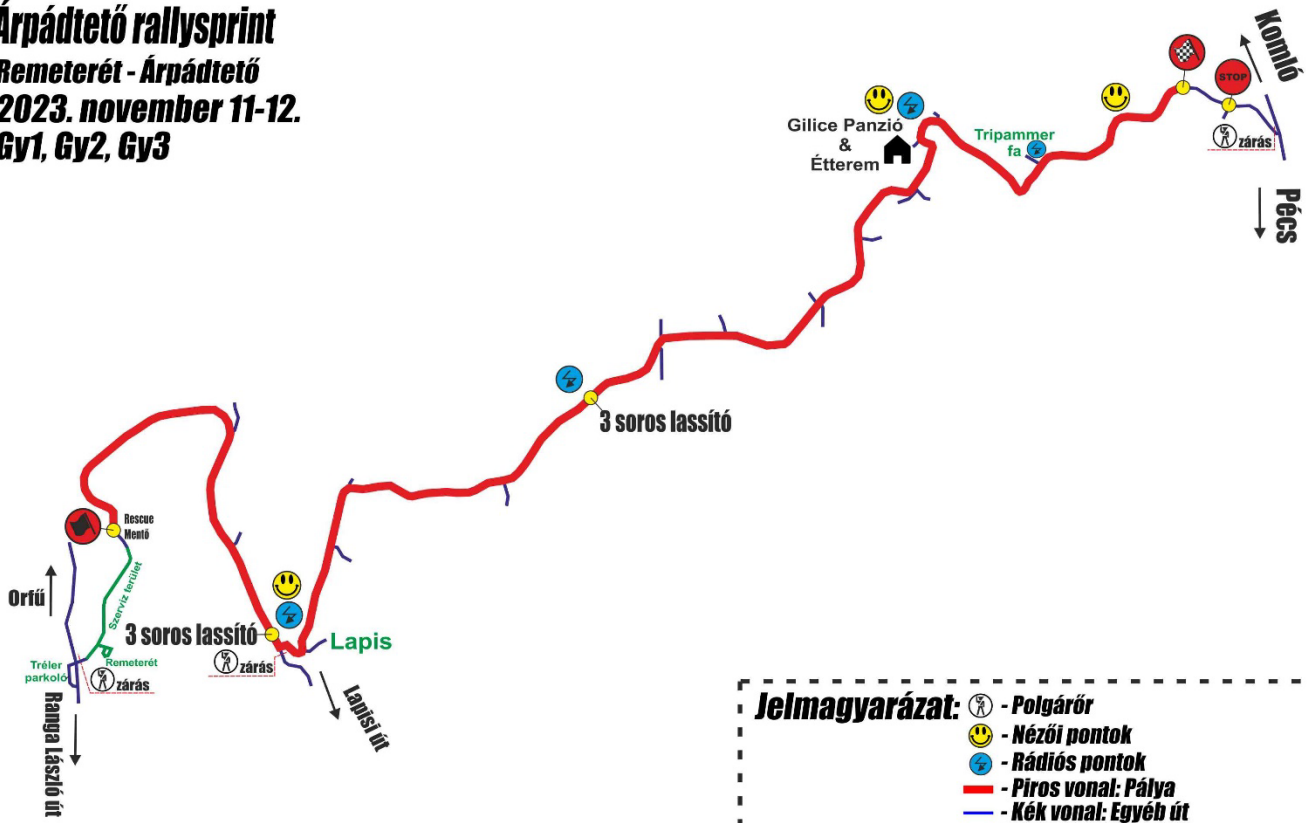 Árpádtető rallysprint
Remeterét - Árpádtető
2023. november 11-12.
Gy1, Gy2, Gy3
Komló
STOP
zárás
Pécs
Gilice Panzió
&
Étterem
Tripammer
fa
3 soros lassító
Rescue
Mentő
Orfű
Szerviz terület
3 soros lassító
Lapis
zárás
Remeterét
Tréler
parkoló
zárás
Lapisi út
Ranga László út
Jelmagyarázat:
- Polgárőr
- Nézői pontok
- Rádiós pontok
- Piros vonal: Pálya
- Kék vonal: Egyéb út